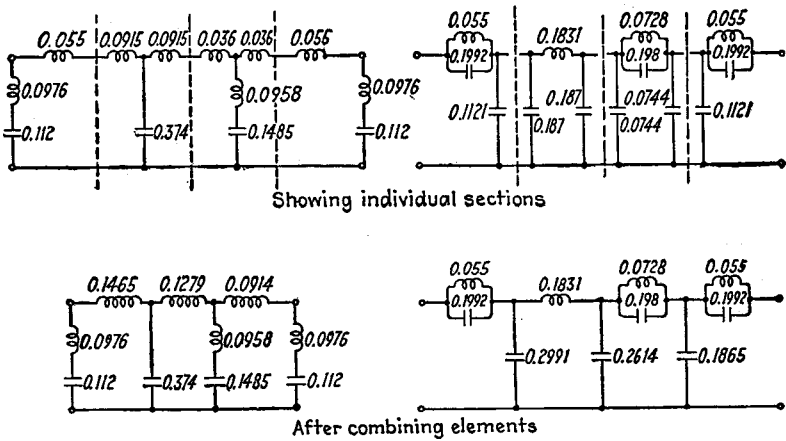 0.055 0.0915 0.0915 0.036 0.036 0.055
0.0976 0.0958 0.0976
0.112 0.374 0.1485 0.112
0.055 0.1831 0.0728 0.055
0.1992 0.198 0.1992
0.1121 0.187 0.0744 0.1121
0.187 0.0744
Showing individual sections
0.1465 0.1279 0.0914
0.0976 0.0958 0.0976
0.112 0.374 0.1485 0.112
0.055 0.1831 0.0728 0.055
0.1992 0.198 0.1992
0.2991 0.2614 0.1865
After combining elements